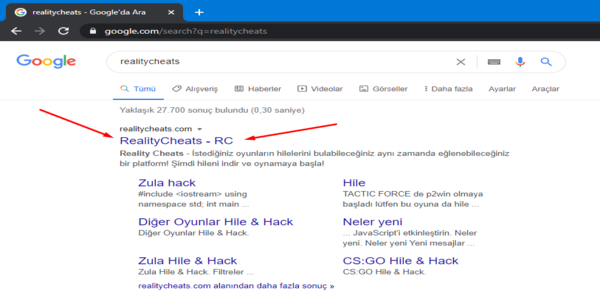 realitycheats - Google'da Ara
google.com/search?q=realitycheats
Google
realitycheats
Tümü
Alışveriş
Haberler
Videolar
Görseller
Daha fazla
Ayarlar
Araçlar
Yaklaşık 27.700 sonuç bulundu (0,30 saniye)
realitycheats.com
RealityCheats - RC
Reality Cheats - İstediğiniz oyunların hilelerini bulabileceğiniz aynı zamanda eğlenebileceğiniz
bir platform! Şimdi hileni indir ve oynamaya başla!
Zula hack
#include <iostream> using
namespace std; int main ...
Hile
TACTIC FORCE de p2win olmaya
başladı lütfen bu oyuna da hile ...
Diğer Oyunlar Hile & Hack
Diğer Oyunlar Hile & Hack.
Neler yeni
... JavaScript'i etkinleştirin. Neler
yeni. Neler yeni Yeni mesajlar ...
Zula Hile & Hack
Zula Hile & Hack. Filtreler ...
CS:GO Hile & Hack
CS:GO Hile & Hack.
realitycheats.com alanından daha fazla sonuç »